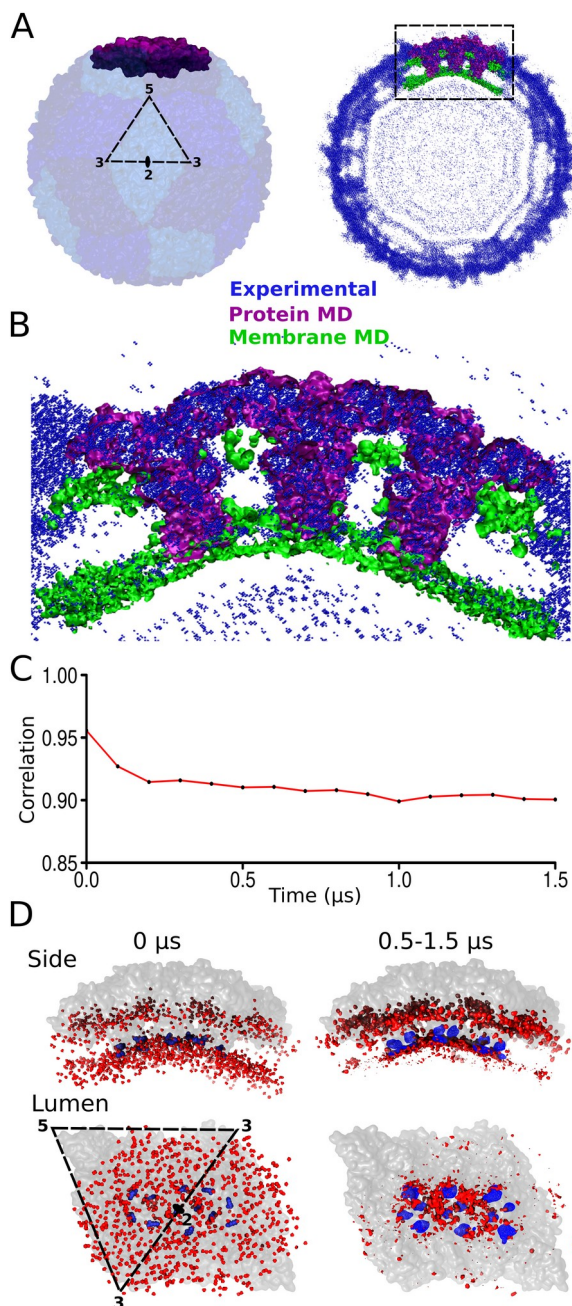 A
5
3
3
2
Experimental
Protein MD
Membrane MD
B
C
1.00
0.95
0.90
0.85
Correlation
0.0
0.5
1.0
1.5
Time (µs)
D
0 µs
0.5-1.5 µs
Side
Lumen
5
3
2
3